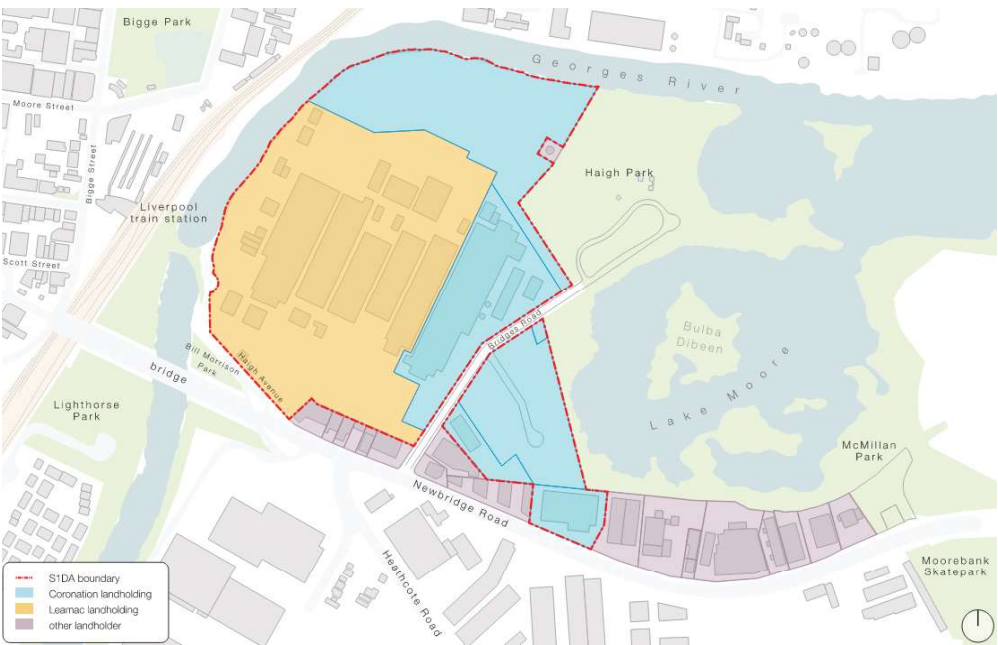 Bigge Park
Georges River
Moore Street
Bigge Street
Haigh Park
Liverpool
train station
Scott Street
Bridges Road
Bulba
Dibeen
Bill Morrison
Park
Haigh Avenue
bridge
Lake Moore
Lighthorse
Park
McMillan
Park
Newbridge Road
Heathcote Road
Moorebank
Skatepark
S1DA boundary
Coronation landholding
Leamac landholding
other landholder